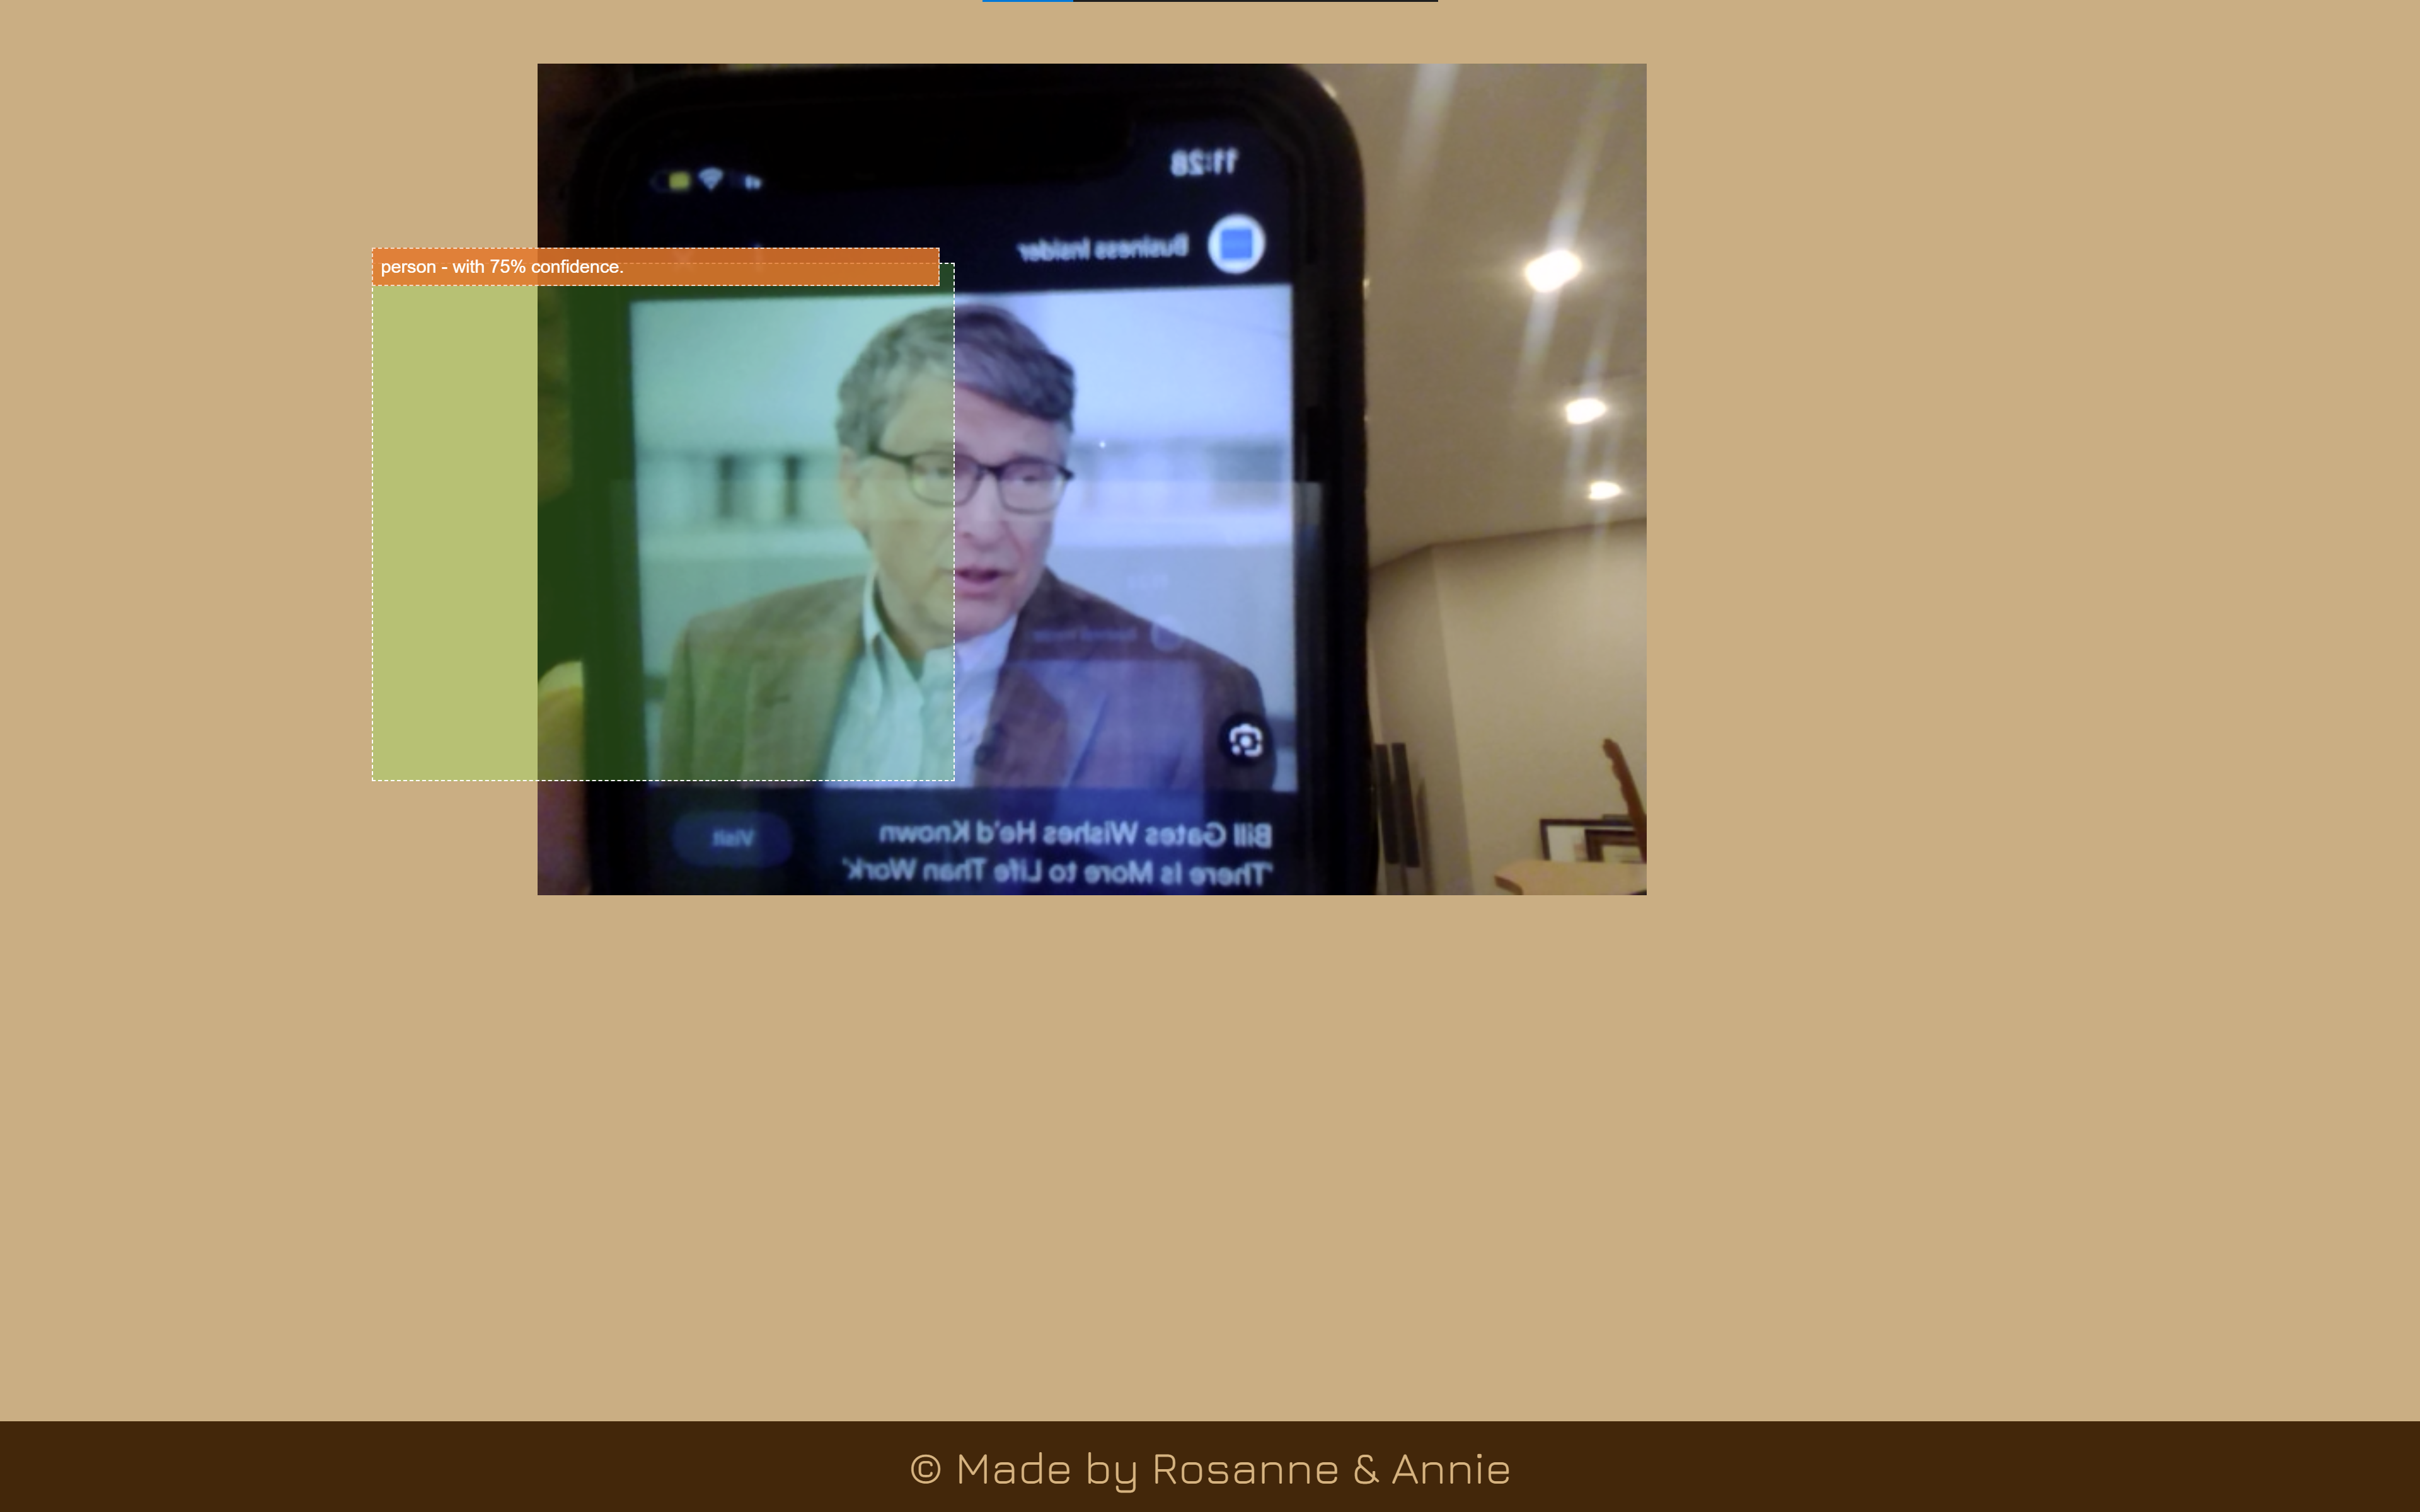 11:28
Business Insider
person - with 75% confidence.
Bill Gates Wishes He'd Known
'There Is More to Life Than Work'
Visit
© Made by Rosanne & Annie